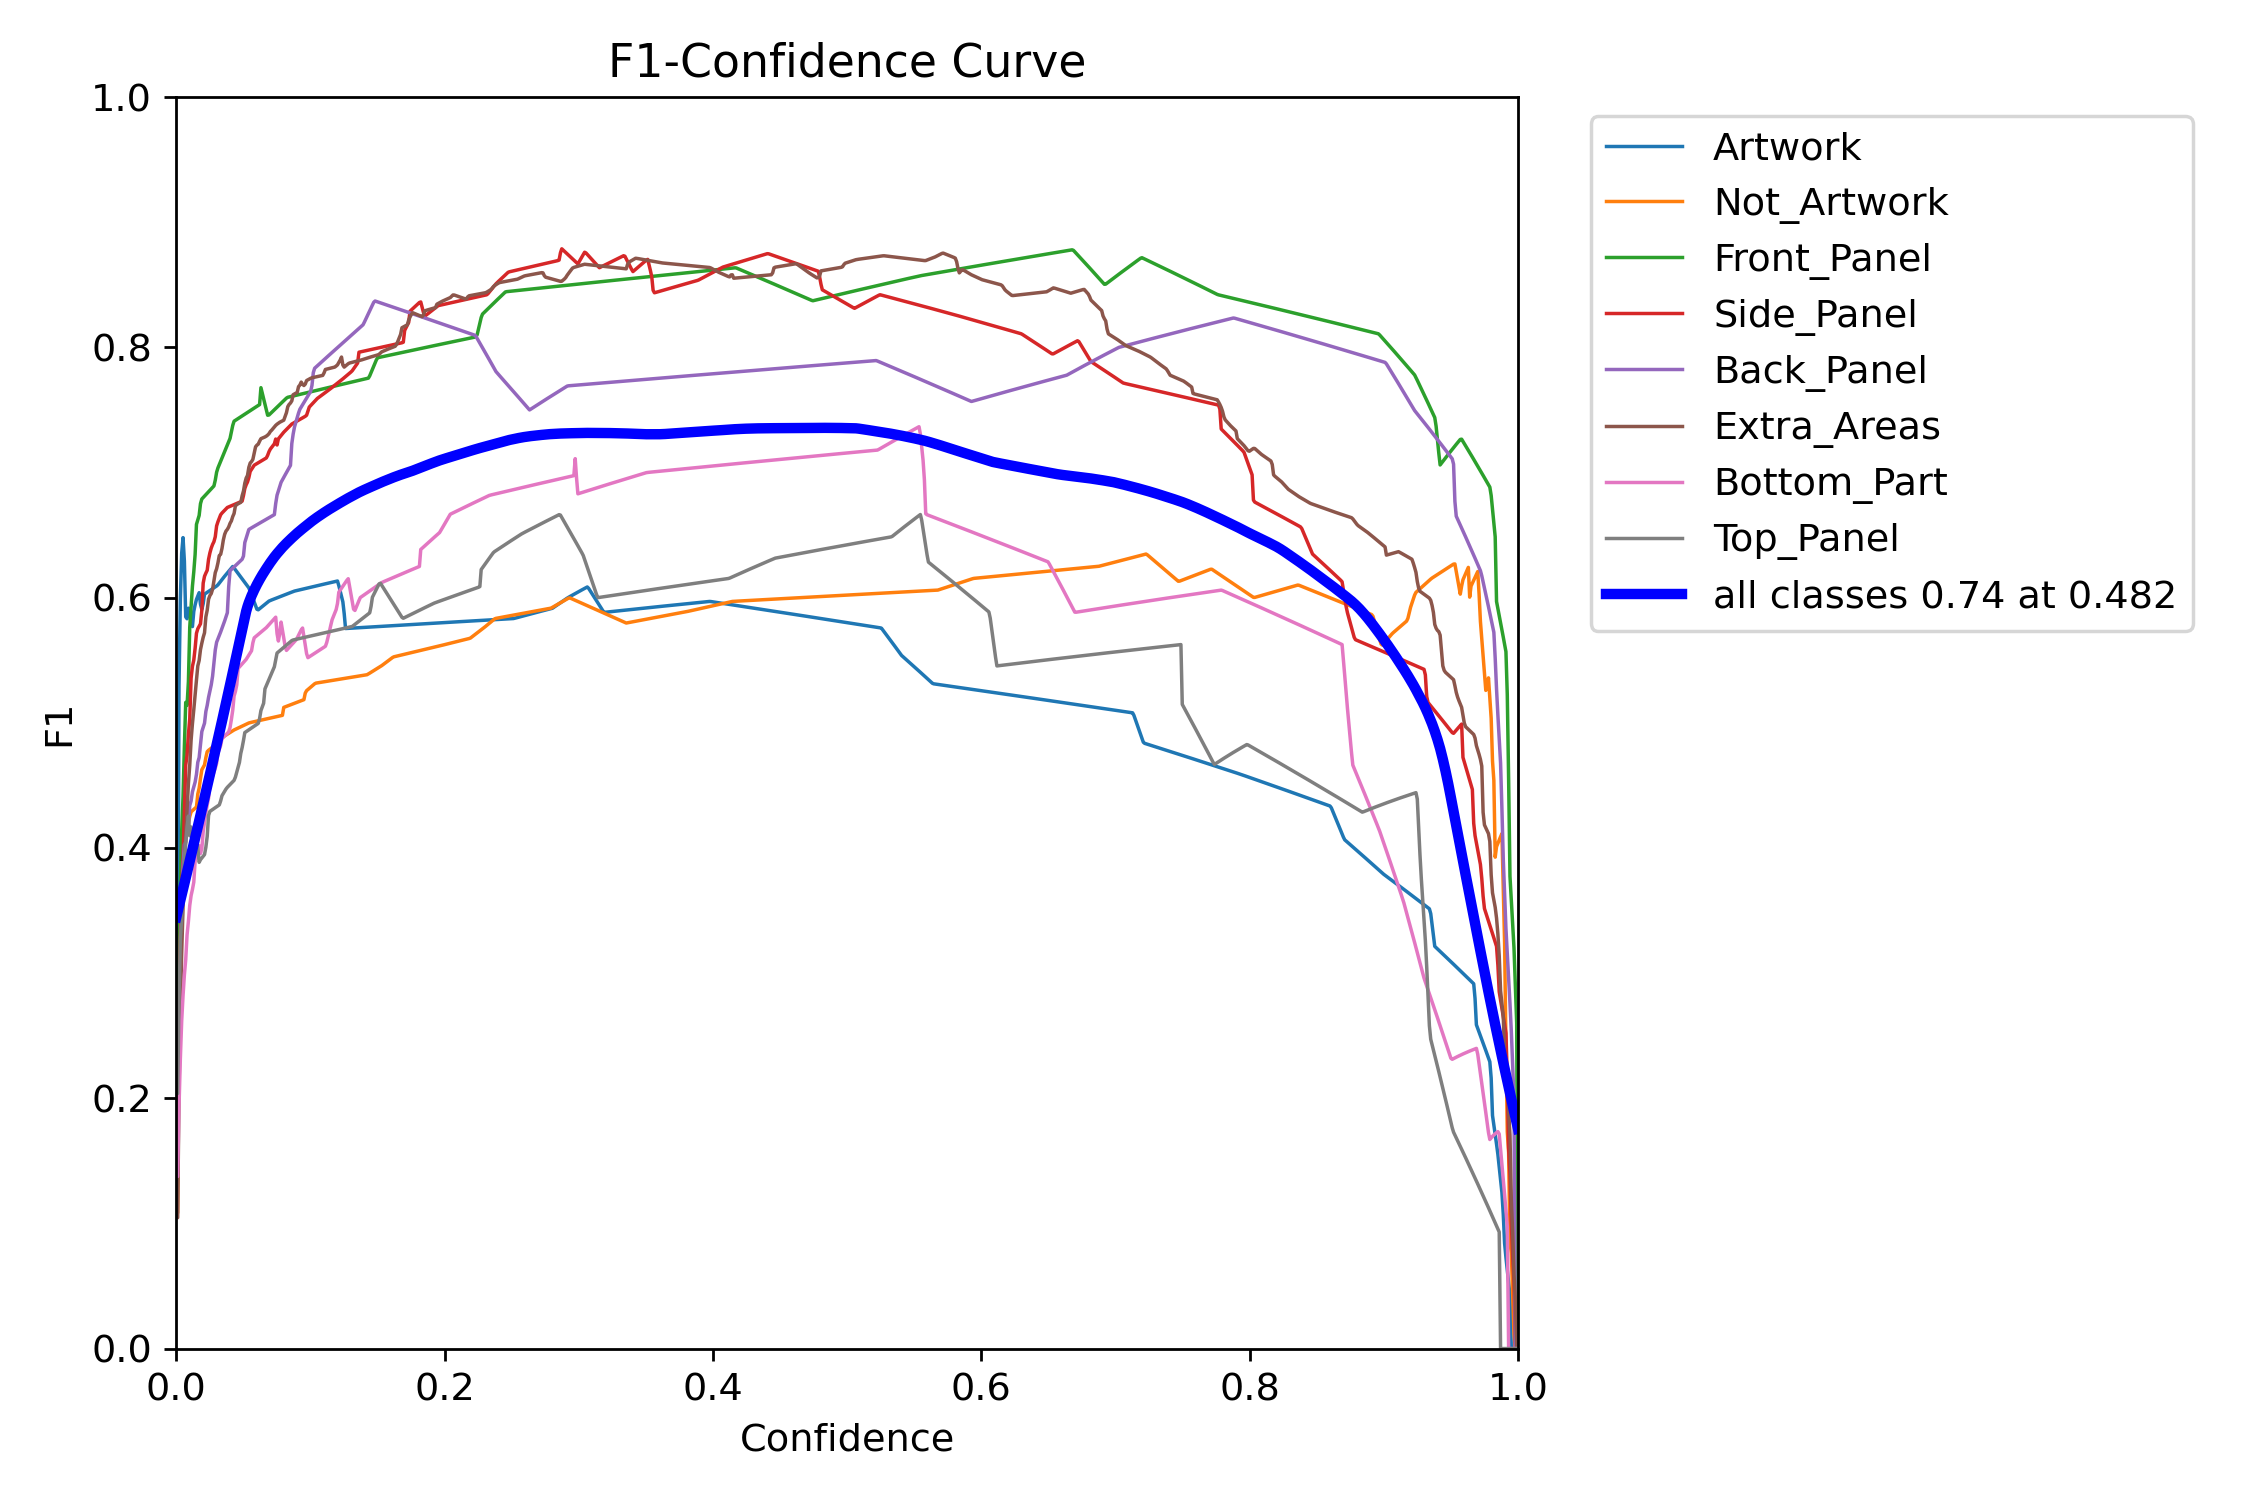 F1-Confidence Curve
1.0
0.8
0.6
0.4
0.2
0.0
F1
0.0 0.2 0.4 0.6 0.8 1.0
Confidence
Artwork
Not_Artwork
Front_Panel
Side_Panel
Back_Panel
Extra_Areas
Bottom_Part
Top_Panel
all classes 0.74 at 0.482